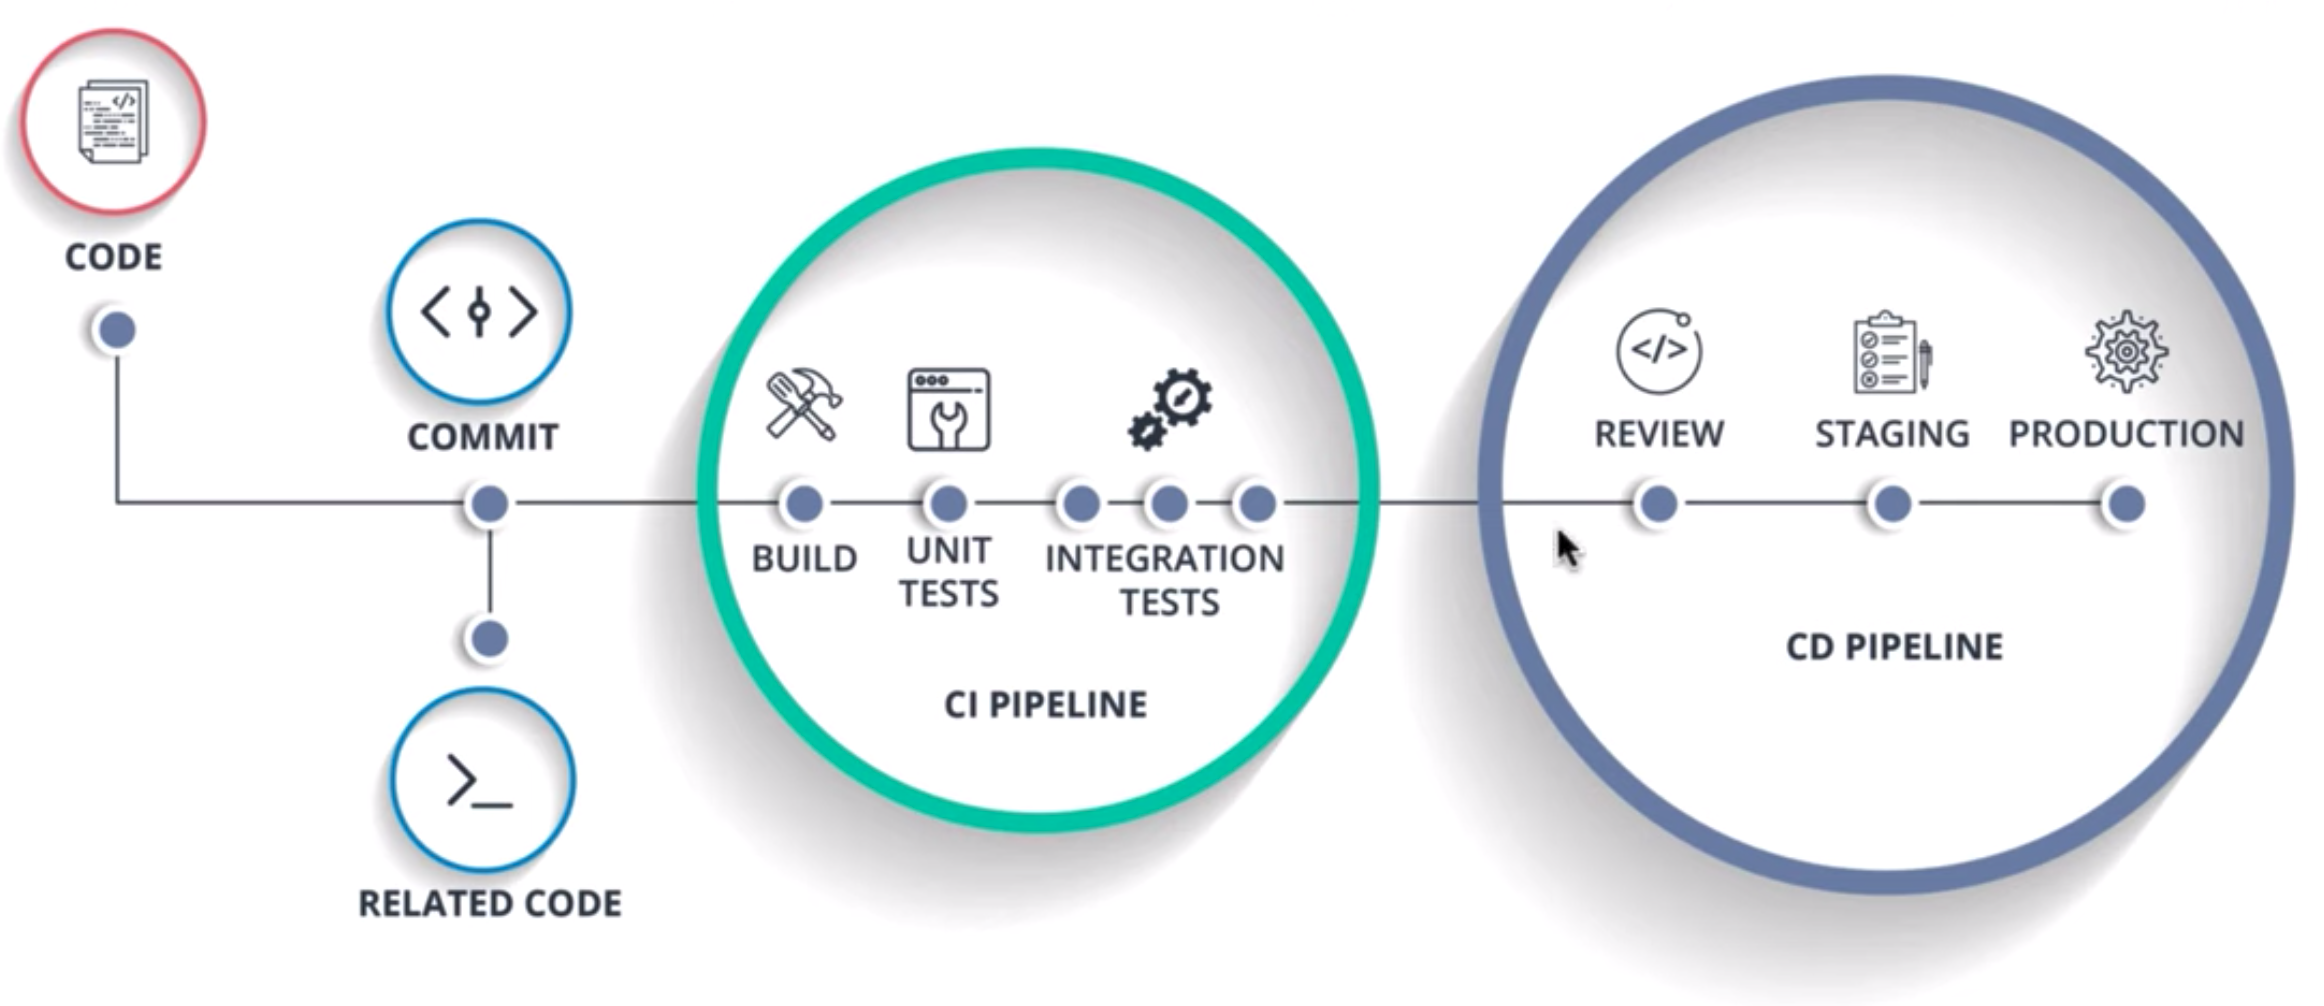 CODE
COMMIT
RELATED CODE
BUILD
UNIT
TESTS
INTEGRATION
TESTS
CI PIPELINE
</>
REVIEW
STAGING
PRODUCTION
CD PIPELINE